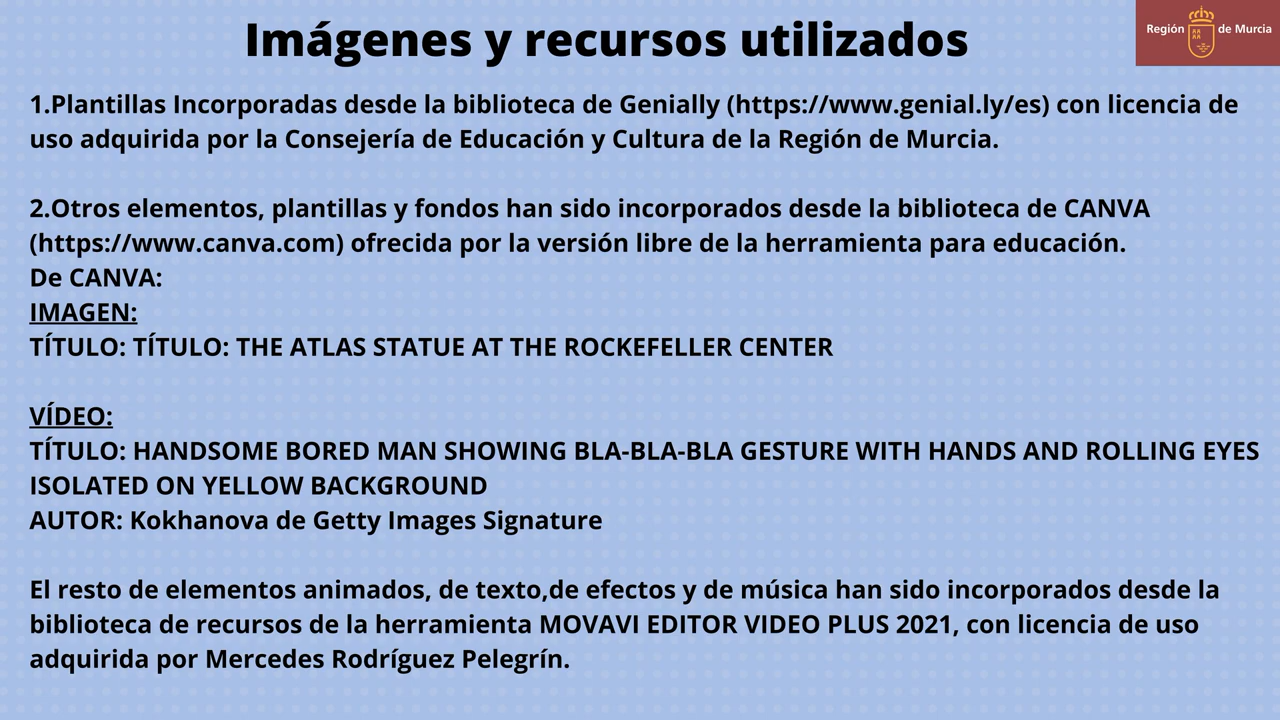 Imágenes y recursos utilizados
Región de Murcia
1.Plantillas Incorporadas desde la biblioteca de Genially (https://www.genial.ly/es) con licencia de
uso adquirida por la Consejería de Educación y Cultura de la Región de Murcia.
2.Otros elementos, plantillas y fondos han sido incorporados desde la biblioteca de CANVA
(https://www.canva.com) ofrecida por la versión libre de la herramienta para educación.
De CANVA:
IMAGEN:
TÍTULO: TÍTULO: THE ATLAS STATUE AT THE ROCKEFELLER CENTER
VÍDEO:
TÍTULO: HANDSOME BORED MAN SHOWING BLA-BLA-BLA GESTURE WITH HANDS AND ROLLING EYES
ISOLATED ON YELLOW BACKGROUND
AUTOR: Kokhanova de Getty Images Signature
El resto de elementos animados, de texto,de efectos y de música han sido incorporados desde la
biblioteca de recursos de la herramienta MOVAVI EDITOR VIDEO PLUS 2021, con licencia de uso
adquirida por Mercedes Rodríguez Pelegrín.